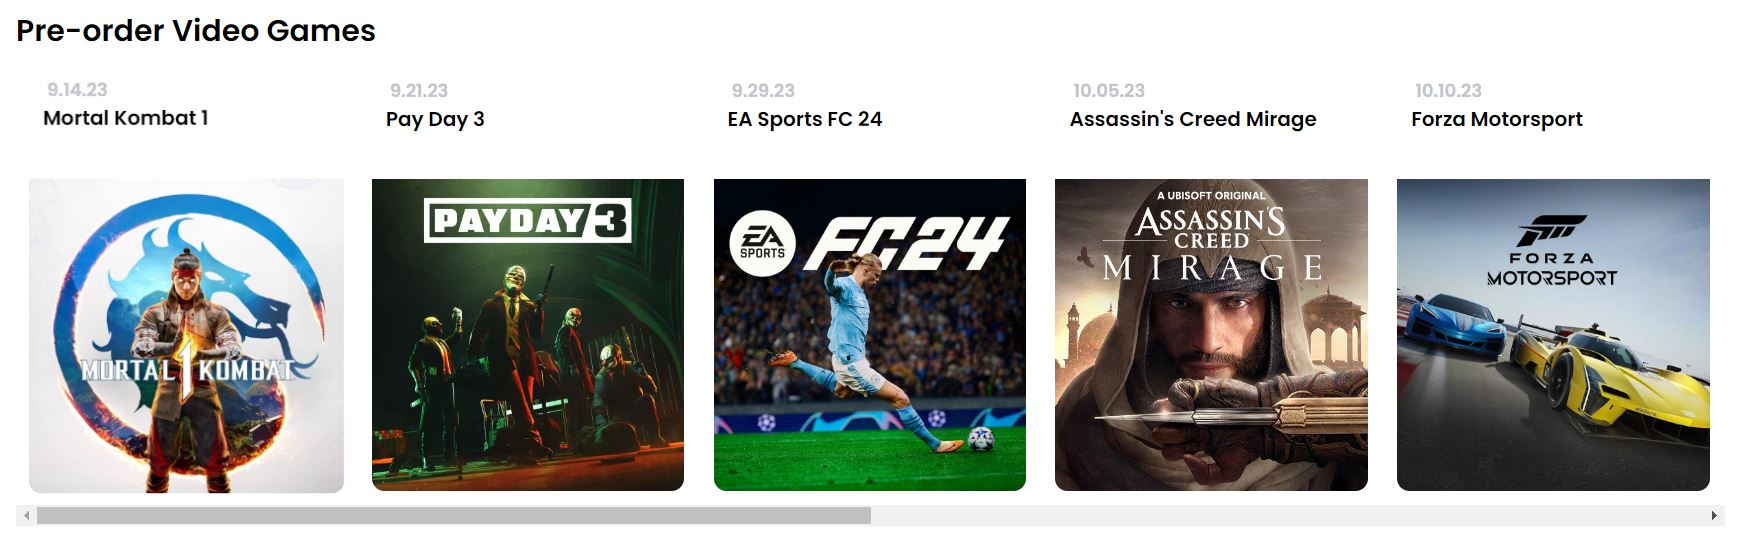 Pre-order Video Games
9.14.23
Mortal Kombat 1
9.21.23
Pay Day 3
9.29.23
EA Sports FC 24
10.05.23
Assassin's Creed Mirage
10.10.23
Forza Motorsport
MORTAL 1 KOMBAT
PAYDAY 3
EA
SPORTS
FC24
A UBISOFT ORIGINAL
ASSASSIN'S
CREED
MIRAGE
FORZA
MOTORSPORT